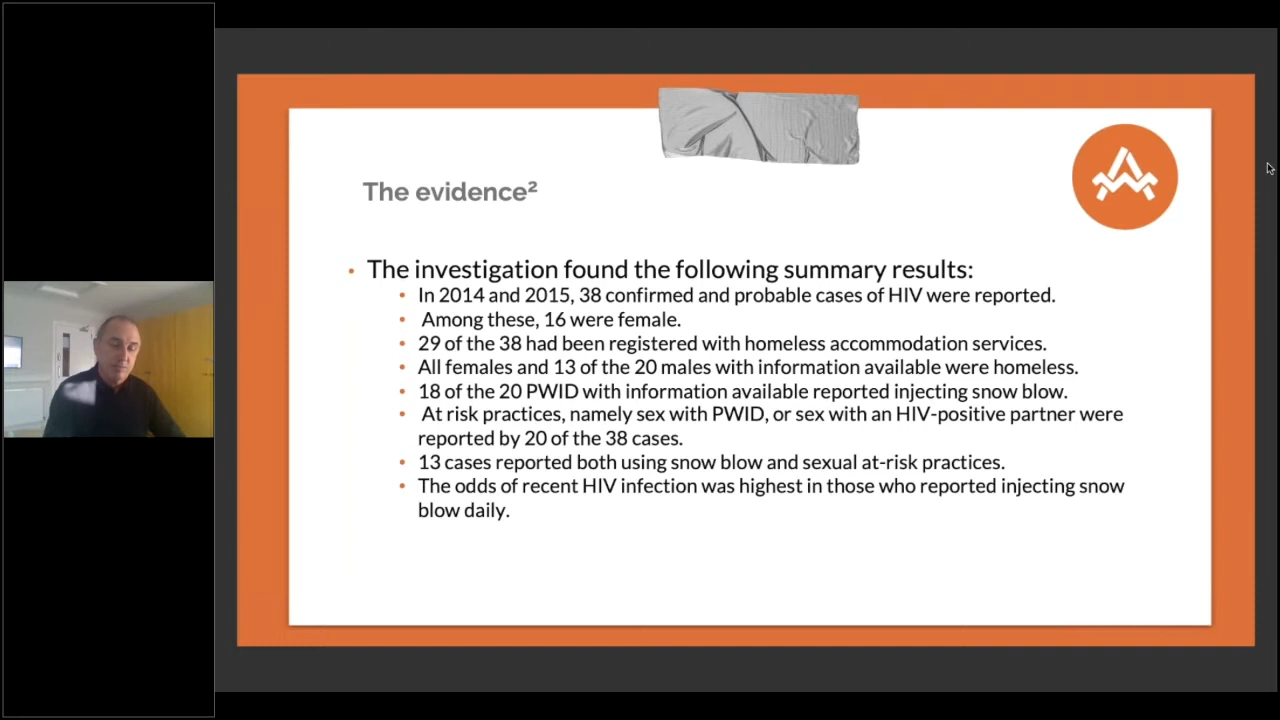 The evidence²
• The investigation found the following summary results:
• In 2014 and 2015, 38 confirmed and probable cases of HIV were reported.
• Among these, 16 were female.
• 29 of the 38 had been registered with homeless accommodation services.
• All females and 13 of the 20 males with information available were homeless.
• 18 of the 20 PWID with information available reported injecting snow blow.
• At risk practices, namely sex with PWID, or sex with an HIV-positive partner were
reported by 20 of the 38 cases.
• 13 cases reported both using snow blow and sexual at-risk practices.
• The odds of recent HIV infection was highest in those who reported injecting snow
blow daily.